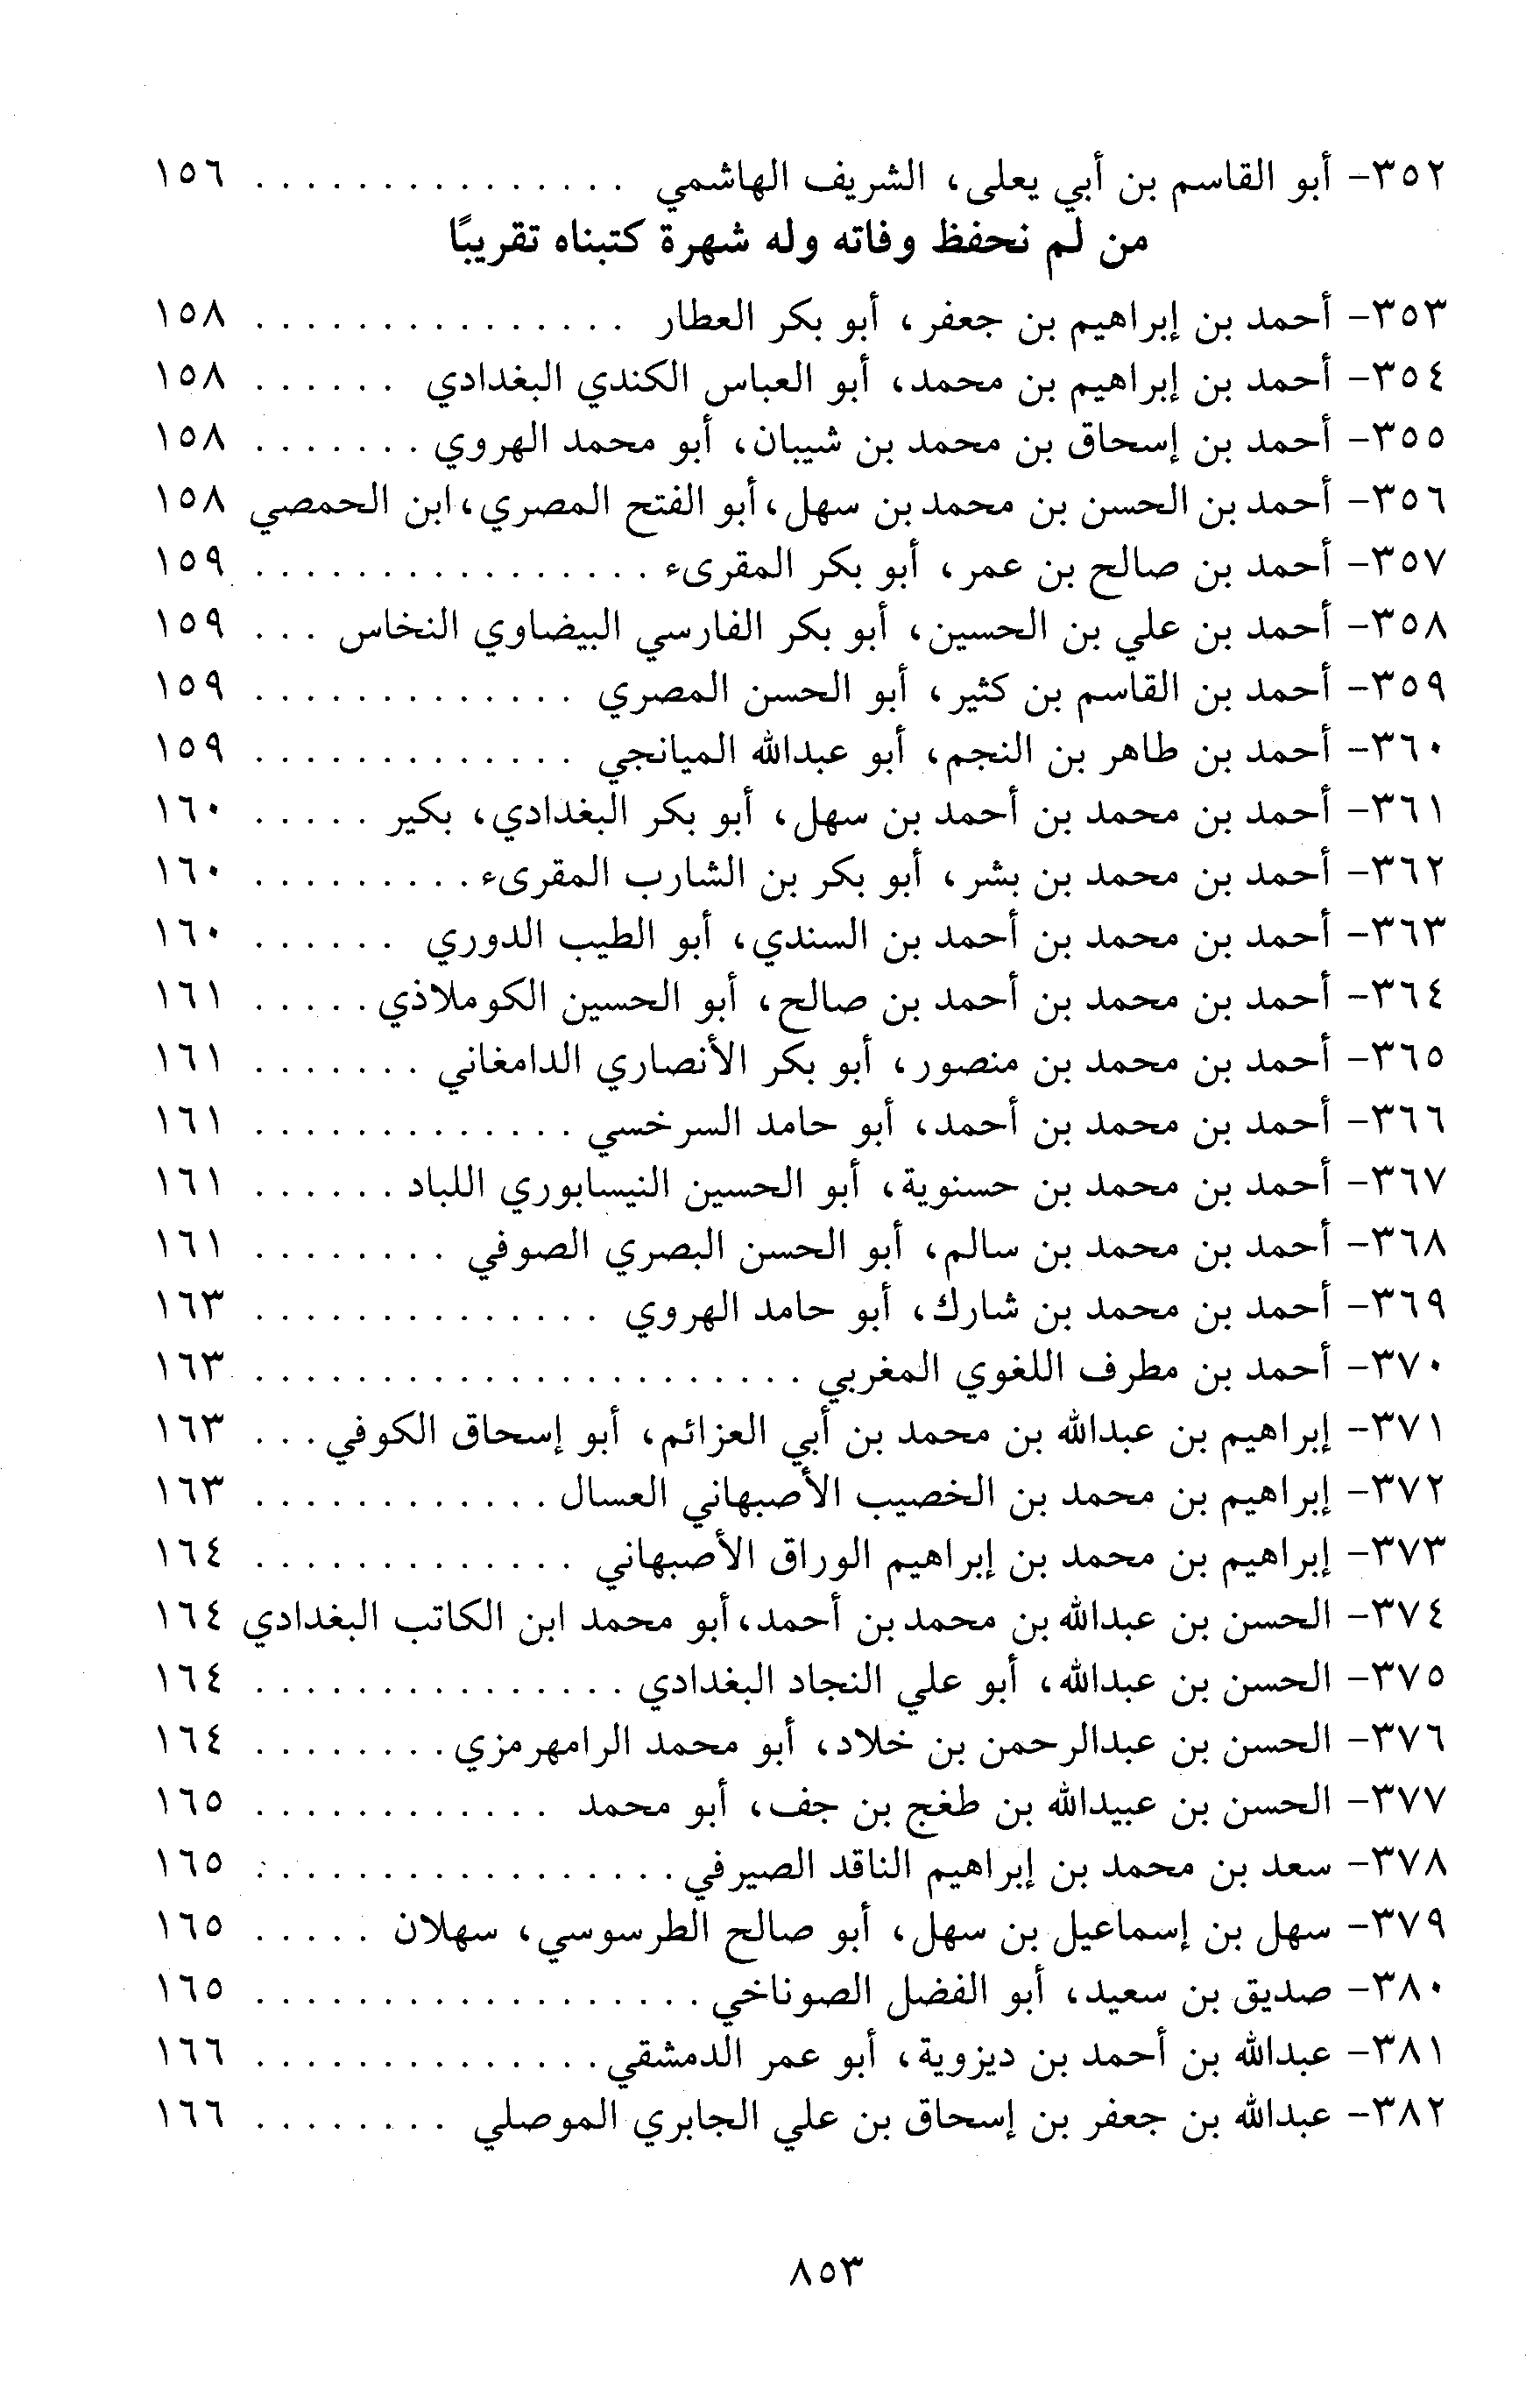 ٣٥٢- أبو القاسم بن أبي يعلى، الشريف الهاشمي . . . . . . . . . . . . . . . ١٥٦
من لم نحفظ وفاته وله شهرة كتبناه تقريبًا
٣٥٣- أحمد بن إبراهيم بن جعفر، أبو بكر العطار . . . . . . . . . . . . . . . ١٥٨
٣٥٤- أحمد بن إبراهيم بن محمد، أبو العباس الكندي البغدادي . . . . . . ١٥٨
٣٥٥- أحمد بن إسحاق بن محمد بن شيبان، أبو محمد الهروي . . . . . . . ١٥٨
٣٥٦- أحمد بن الحسن بن محمد بن سهل، أبو الفتح المصري، ابن الحمصي ١٥٨
٣٥٧- أحمد بن صالح بن عمر، أبو بكر المقرىء . . . . . . . . . . . . . . . . ١٥٩
٣٥٨- أحمد بن علي بن الحسين، أبو بكر الفارسي البيضاوي النخاس . . . ١٥٩
٣٥٩- أحمد بن القاسم بن كثير، أبو الحسن المصري . . . . . . . . . . . . . ١٥٩
٣٦٠- أحمد بن طاهر بن النجم، أبو عبدالله الميانجي . . . . . . . . . . . . . ١٥٩
٣٦١- أحمد بن محمد بن أحمد بن سهل، أبو بكر البغدادي، بكير . . . . . ١٦٠
٣٦٢- أحمد بن محمد بن بشر، أبو بكر بن الشارب المقرىء . . . . . . . . . ١٦٠
٣٦٣- أحمد بن محمد بن أحمد بن السندي، أبو الطيب الدوري . . . . . . ١٦٠
٣٦٤- أحمد بن محمد بن أحمد بن صالح، أبو الحسين الكوملاذي . . . . . ١٦١
٣٦٥- أحمد بن محمد بن منصور، أبو بكر الأنصاري الدامغاني . . . . . . . ١٦١
٣٦٦- أحمد بن محمد بن أحمد، أبو حامد السرخسي . . . . . . . . . . . . . ١٦١
٣٦٧- أحمد بن محمد بن حسنوية، أبو الحسين النيسابوري اللباد . . . . . . ١٦١
٣٦٨- أحمد بن محمد بن سالم، أبو الحسن البصري الصوفي . . . . . . . . ١٦١
٣٦٩- أحمد بن محمد بن شارك، أبو حامد الهروي . . . . . . . . . . . . . . ١٦٣
٣٧٠- أحمد بن مطرف اللغوي المغربي . . . . . . . . . . . . . . . . . . . . . . ١٦٣
٣٧١- إبراهيم بن عبدالله بن محمد بن أبي العزائم، أبو إسحاق الكوفي . . . ١٦٣
٣٧٢- إبراهيم بن محمد بن الخصيب الأصبهاني العسال . . . . . . . . . . . . ١٦٣
٣٧٣- إبراهيم بن محمد بن إبراهيم الوراق الأصبهاني . . . . . . . . . . . . . ١٦٤
٣٧٤- الحسن بن عبدالله بن محمد بن أحمد، أبو محمد ابن الكاتب البغدادي ١٦٤
٣٧٥- الحسن بن عبدالله، أبو علي النجاد البغدادي . . . . . . . . . . . . . . . ١٦٤
٣٧٦- الحسن بن عبدالرحمن بن خلاد، أبو محمد الرامهرمزي . . . . . . . . ١٦٤
٣٧٧- الحسن بن عبيدالله بن طغج بن جف، أبو محمد . . . . . . . . . . . . ١٦٥
٣٧٨- سعد بن محمد بن إبراهيم الناقد الصيرفي . . . . . . . . . . . . . . . . . ١٦٥
٣٧٩- سهل بن إسماعيل بن سهل، أبو صالح الطرسوسي، سهلان . . . . . ١٦٥
٣٨٠- صديق بن سعيد، أبو الفضل الصوناخي . . . . . . . . . . . . . . . . . . ١٦٥
٣٨١- عبدالله بن أحمد بن ديزوية، أبو عمر الدمشقي . . . . . . . . . . . . . . ١٦٦
٣٨٢- عبدالله بن جعفر بن إسحاق بن علي الجابري الموصلي . . . . . . . . ١٦٦
٨٥٣